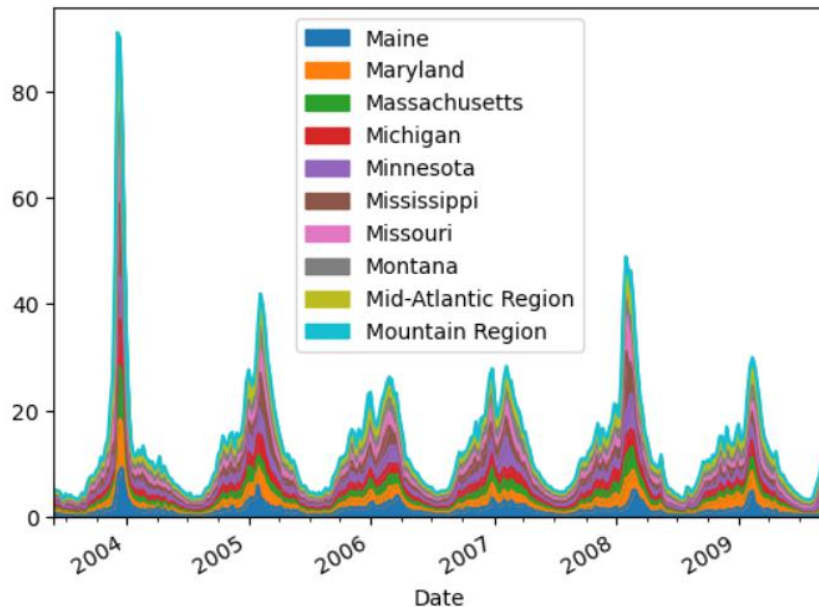 Maine
Maryland
Massachusetts
Michigan
Minnesota
Mississippi
Missouri
Montana
Mid-Atlantic Region
Mountain Region
80
60
40
20
0
2004
2005
2006
2007
2008
2009
Date